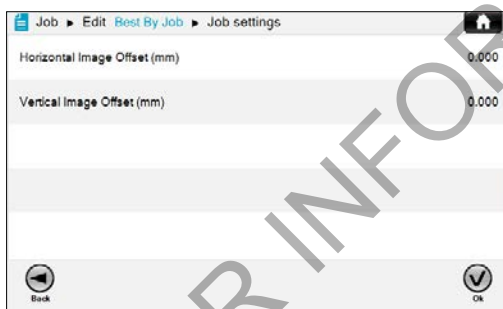 Job ▶ Edit Best By Job ▶ Job settings
Horizontal Image Offset (mm) 0.000
Vertical Image Offset (mm) 0.000
R INFOR
Back Ok